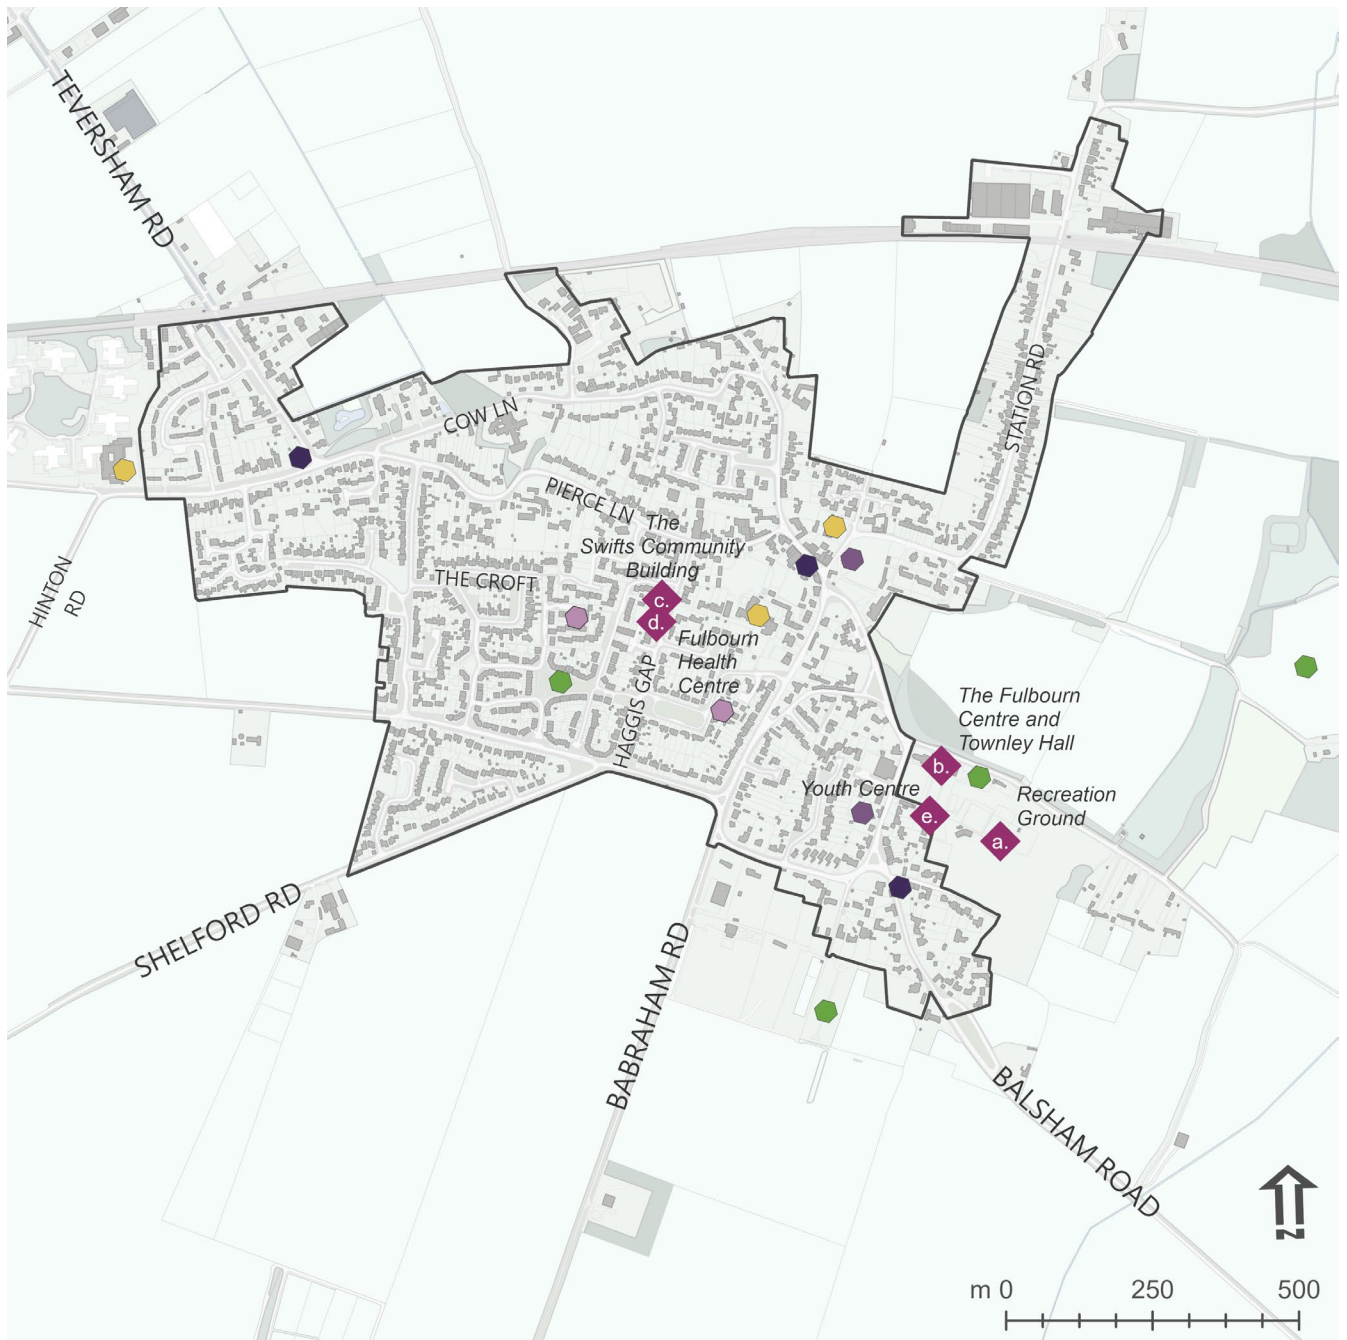 TEVERSHAM RD
STATION RD
COW LN
PIERCE LN
The
Swifts Community
Building
THE CROFT
HINTON
RD
c.
d.
Fulbourn
Health
Centre
HAGGIS GAP
The Fulbourn
Centre and
Townley Hall
b.
Youth Centre
Recreation
Ground
e.
a.
SHELFORD RD
BABRAHAM RD
BALSHAM ROAD
N
m 0 250 500